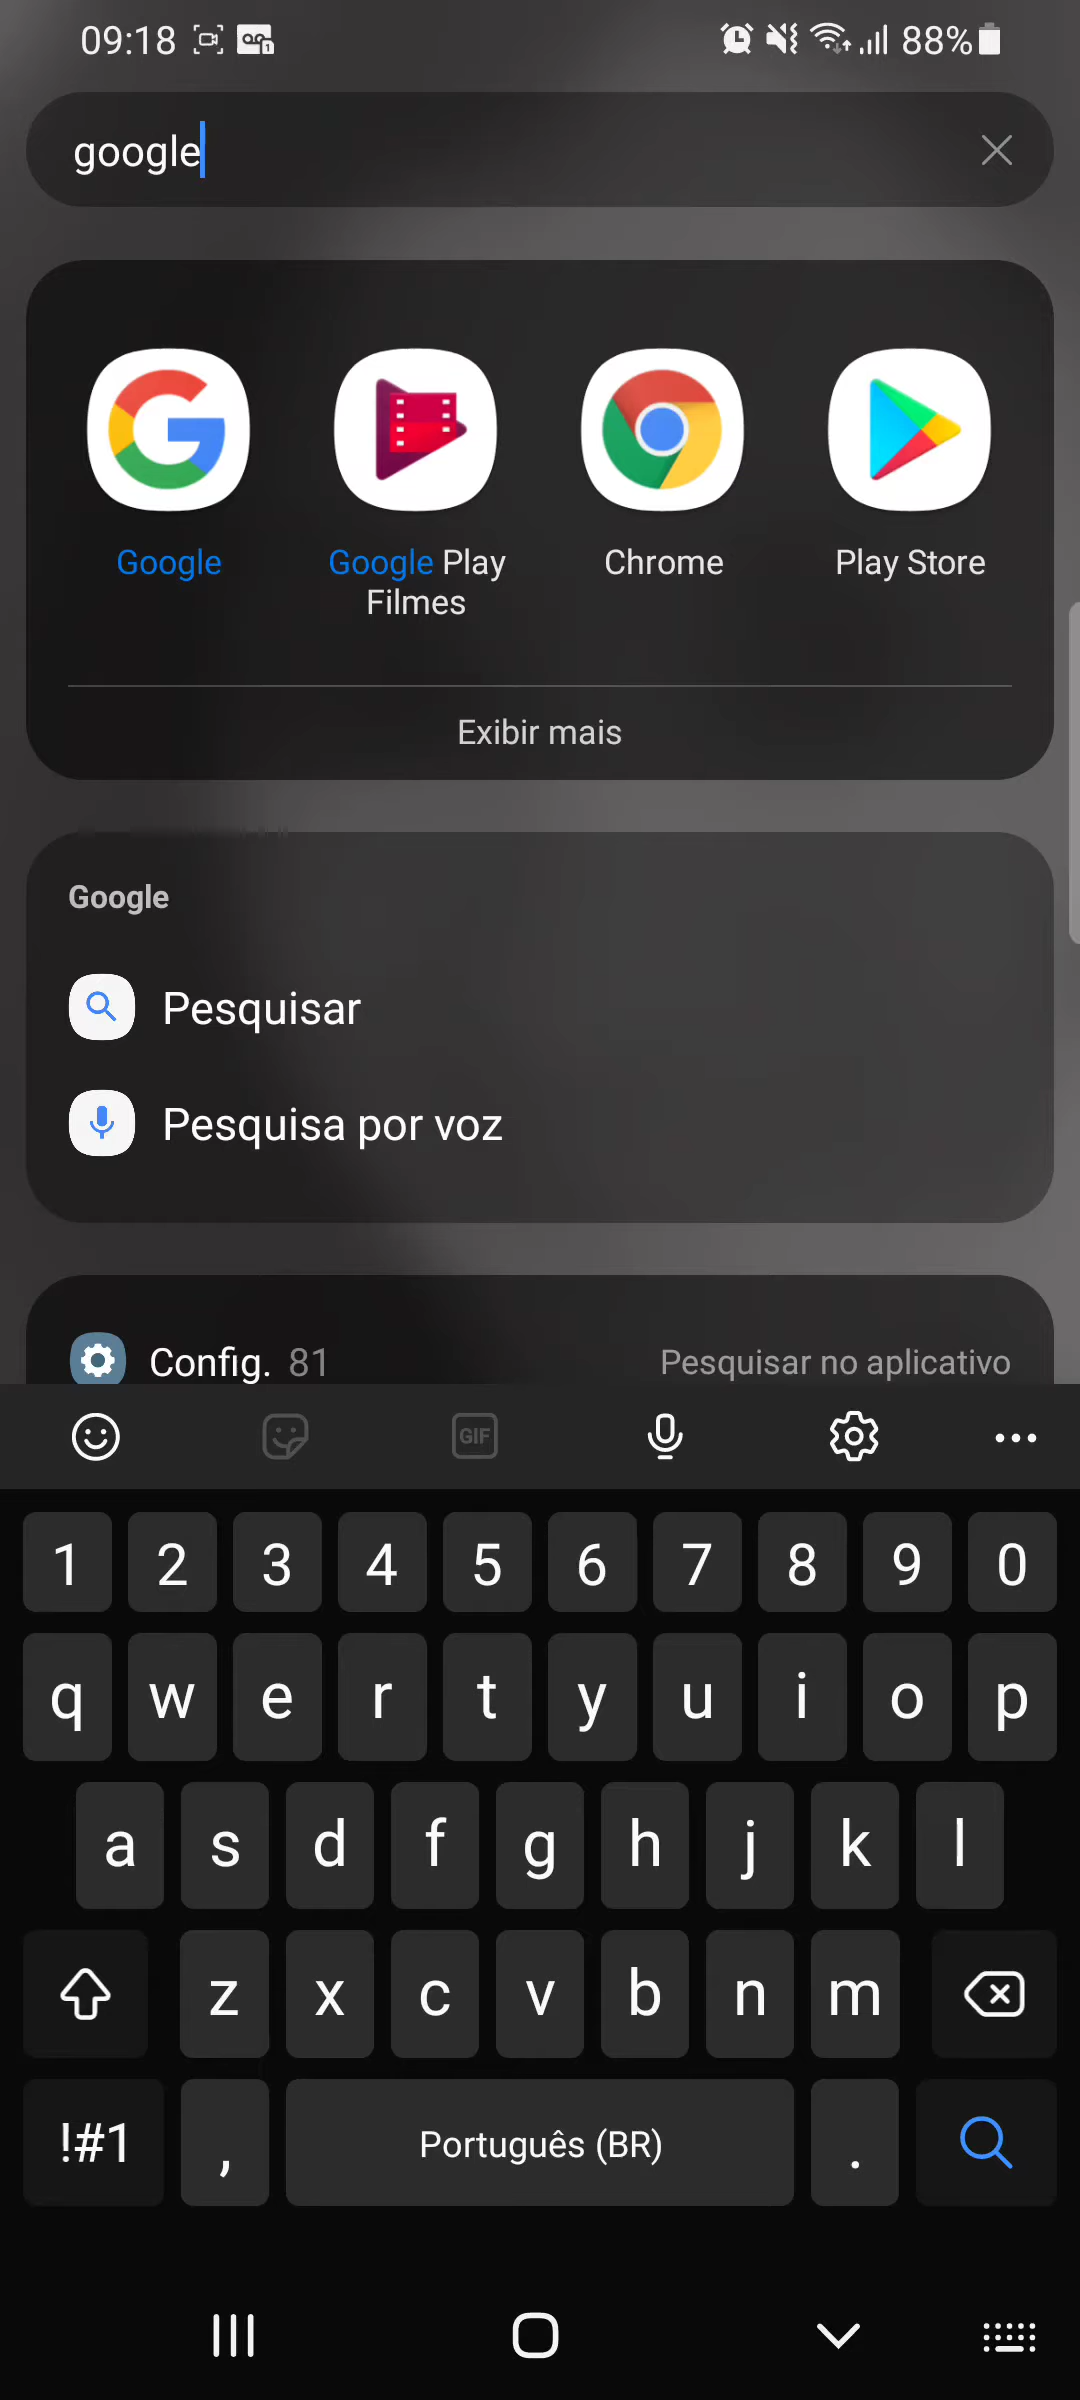 09:18
88%
google
Google
Google Play
Filmes
Chrome
Play Store
Exibir mais
Google
Pesquisar
Pesquisa por voz
Config. 81
Pesquisar no aplicativo
GIF
1 2 3 4 5 6 7 8 9 0
q w e r t y u i o p
a s d f g h j k l
z x c v b n m
!#1 , Português (BR) .